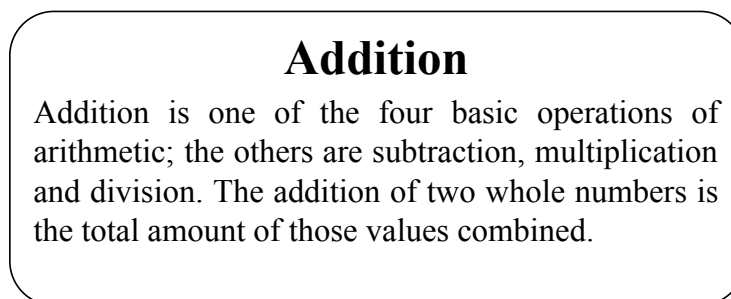 Addition
Addition is one of the four basic operations of
arithmetic; the others are subtraction, multiplication
and division. The addition of two whole numbers is
the total amount of those values combined.